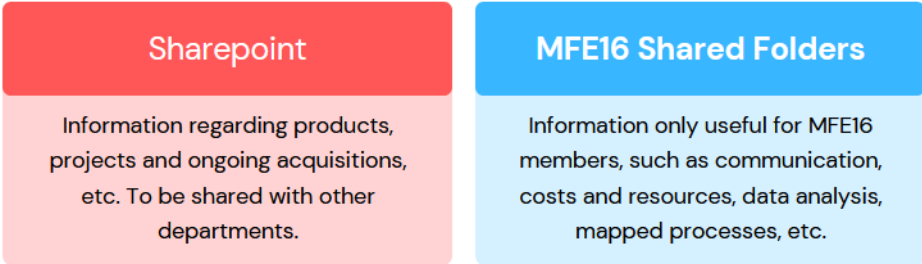 Sharepoint
Information regarding products,
projects and ongoing acquisitions,
etc. To be shared with other
departments.
MFE16 Shared Folders
Information only useful for MFE16
members, such as communication,
costs and resources, data analysis,
mapped processes, etc.